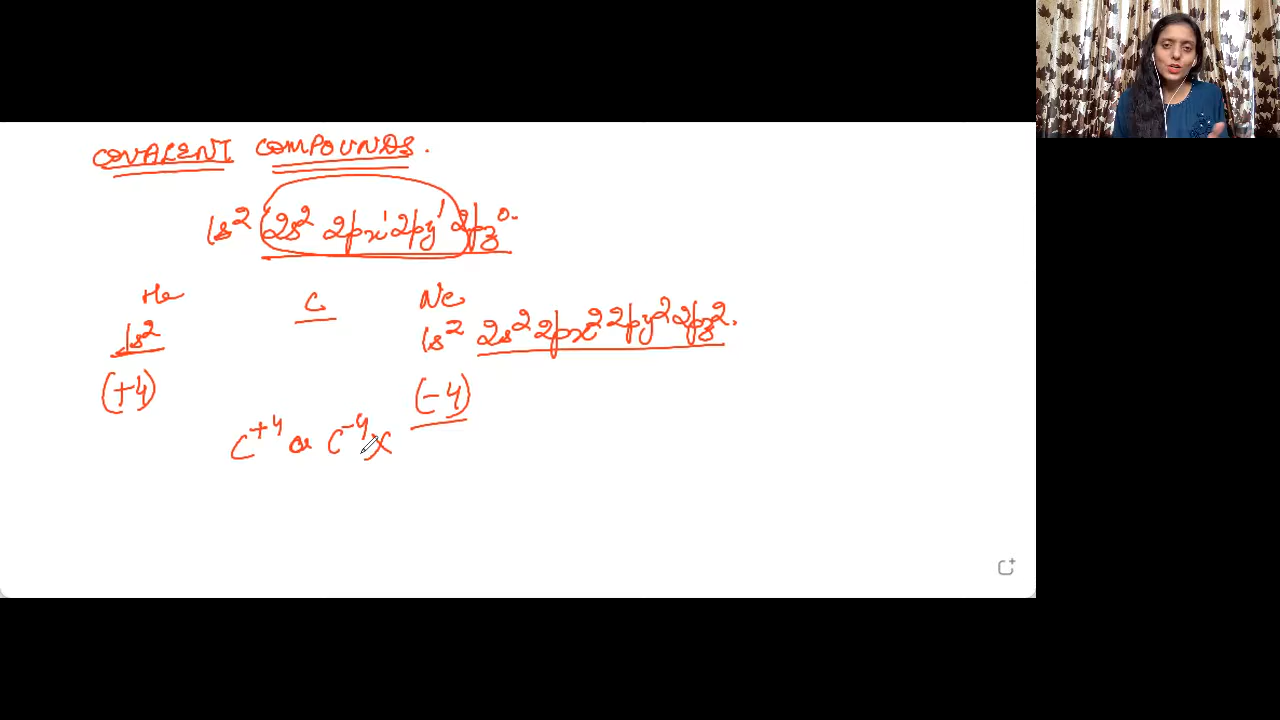 COVALENT COMPOUNDS.
1s² 2s² 2px¹ 2py¹ 2pz⁰.
He C Ne
1s² 1s² 2s² 2px² 2py² 2pz².
(+4) (-4)
C⁺⁴ or C⁻⁴ X